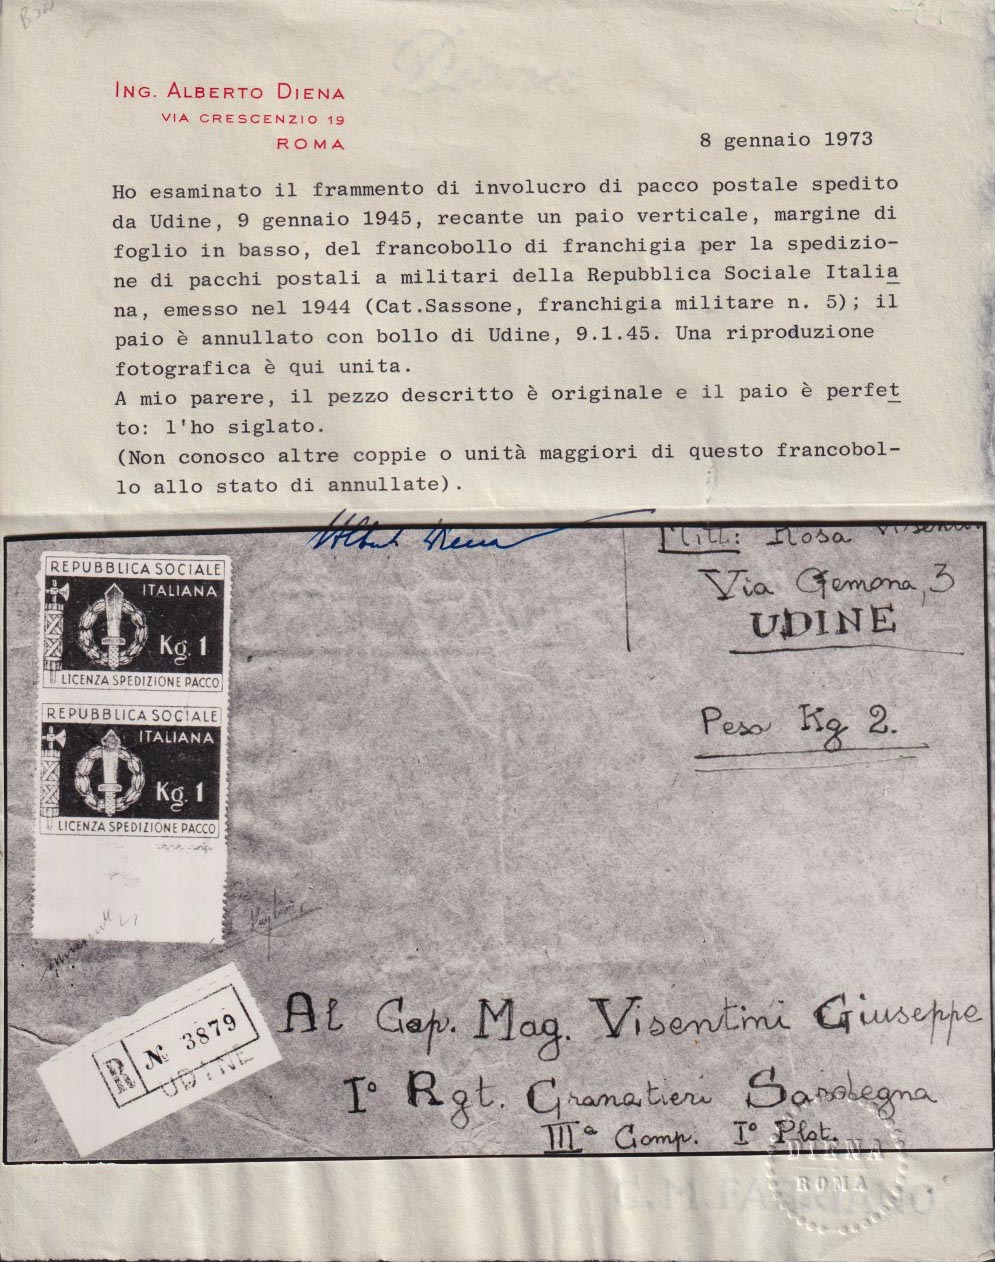 ING. ALBERTO DIENA
VIA CRESCENZIO 19
ROMA
8 gennaio 1973
Ho esaminato il frammento di involucro di pacco postale spedito
da Udine, 9 gennaio 1945, recante un paio verticale, margine di
foglio in basso, del francobollo di franchigia per la spedizio-
ne di pacchi postali a militari della Repubblica Sociale Italia
na, emesso nel 1944 (Cat.Sassone, franchigia militare n. 5); il
paio è annullato con bollo di Udine, 9.1.45. Una riproduzione
fotografica è qui unita.
A mio parere, il pezzo descritto è originale e il paio è perfet
to: l'ho siglato.
(Non conosco altre coppie o unità maggiori di questo francobol-
lo allo stato di annullate).
Alberto Diena
Mitt: Rosa Visentini
Via Gemona, 3
UDINE
Peso Kg 2.
REPUBBLICA SOCIALE
ITALIANA
Kg. 1
LICENZA SPEDIZIONE PACCO
REPUBBLICA SOCIALE
ITALIANA
Kg. 1
LICENZA SPEDIZIONE PACCO
R № 3879
UDINE
Al Cap. Mag. Visentini Giuseppe
I° Rgt. Granatieri Sardegna
IIIª Comp. I° Plot.
DIENA
ROMA
Diena